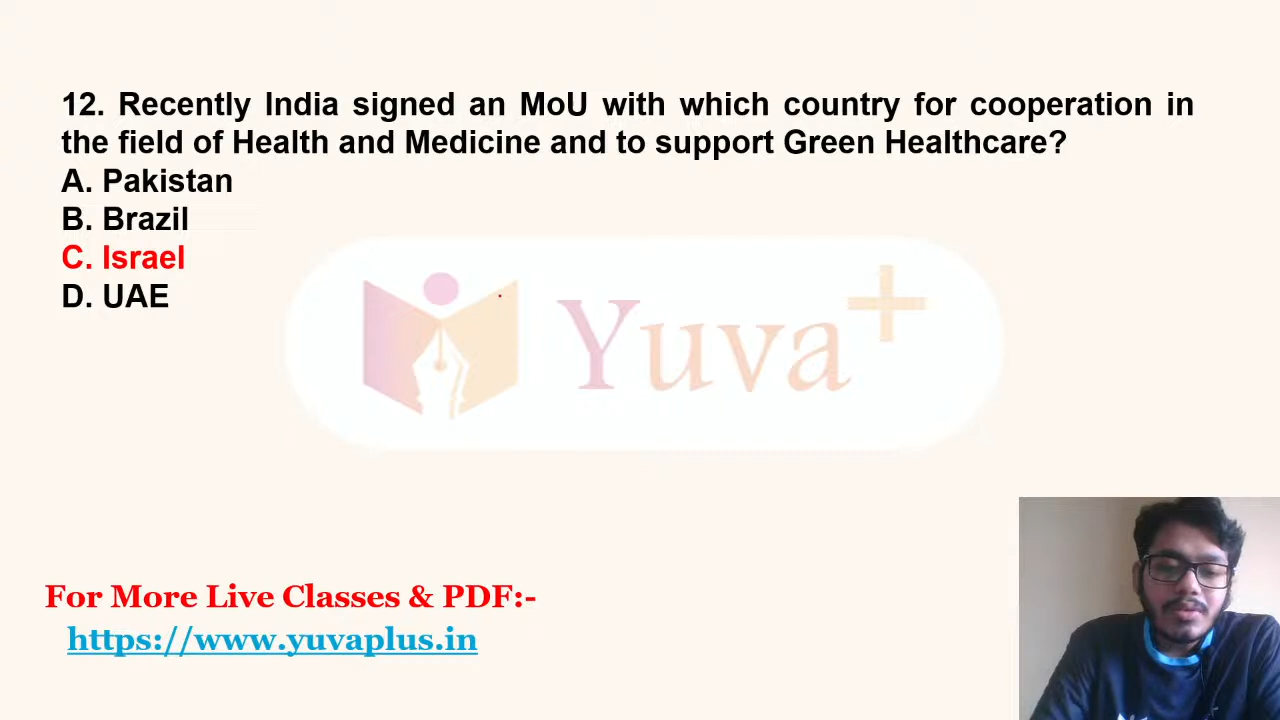 12. Recently India signed an MoU with which country for cooperation in
the field of Health and Medicine and to support Green Healthcare?
A. Pakistan
B. Brazil
C. Israel
D. UAE
Yuva+
For More Live Classes & PDF:-
https://www.yuvaplus.in